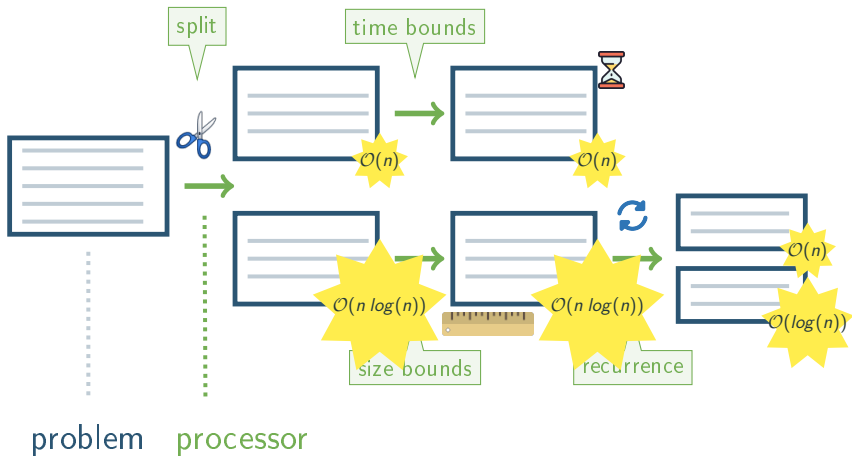 split
time bounds
𝒪(n)
𝒪(n)
𝒪(n)
𝒪(n log(n))
𝒪(n log(n))
𝒪(log(n))
size bounds
recurrence
problem
processor